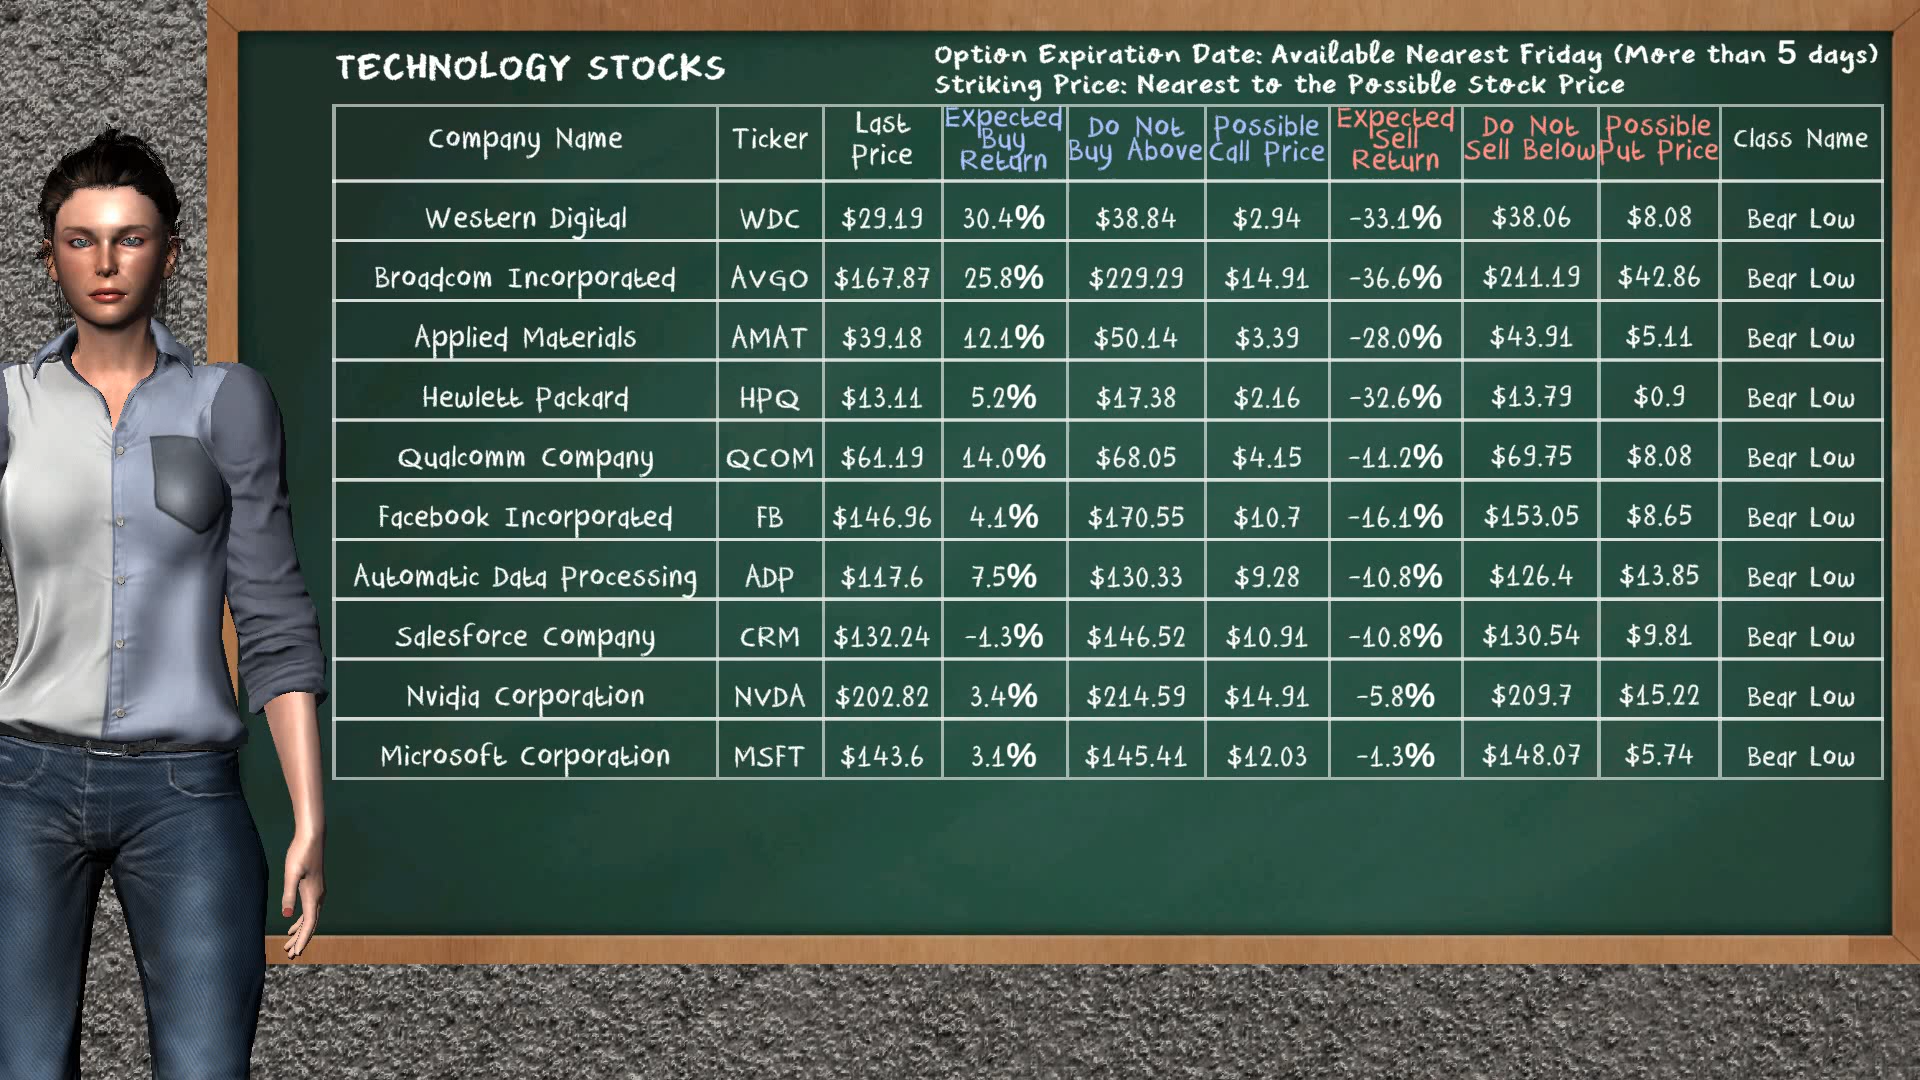 TECHNOLOGY STOCKS
Option Expiration Date: Available Nearest Friday (More than 5 days)
Striking Price: Nearest to the Possible Stock Price
Company Name Ticker Last Price Expected Buy Return Do Not Buy Above Possible Call Price Expected Sell Return Do Not Sell Below Possible Put Price Class Name
Western Digital WDC $29.19 30.4% $38.84 $2.94 -33.1% $38.06 $8.08 Bear Low
Broadcom Incorporated AVGO $167.87 25.8% $229.29 $14.91 -36.6% $211.19 $42.86 Bear Low
Applied Materials AMAT $39.18 12.1% $50.14 $3.39 -28.0% $43.91 $5.11 Bear Low
Hewlett Packard HPQ $13.11 5.2% $17.38 $2.16 -32.6% $13.79 $0.9 Bear Low
Qualcomm Company QCOM $61.19 14.0% $68.05 $4.15 -11.2% $69.75 $8.08 Bear Low
Facebook Incorporated FB $146.96 4.1% $170.55 $10.7 -16.1% $153.05 $8.65 Bear Low
Automatic Data Processing ADP $117.6 7.5% $130.33 $9.28 -10.8% $126.4 $13.85 Bear Low
Salesforce Company CRM $132.24 -1.3% $146.52 $10.91 -10.8% $130.54 $9.81 Bear Low
Nvidia Corporation NVDA $202.82 3.4% $214.59 $14.91 -5.8% $209.7 $15.22 Bear Low
Microsoft Corporation MSFT $143.6 3.1% $145.41 $12.03 -1.3% $148.07 $5.74 Bear Low